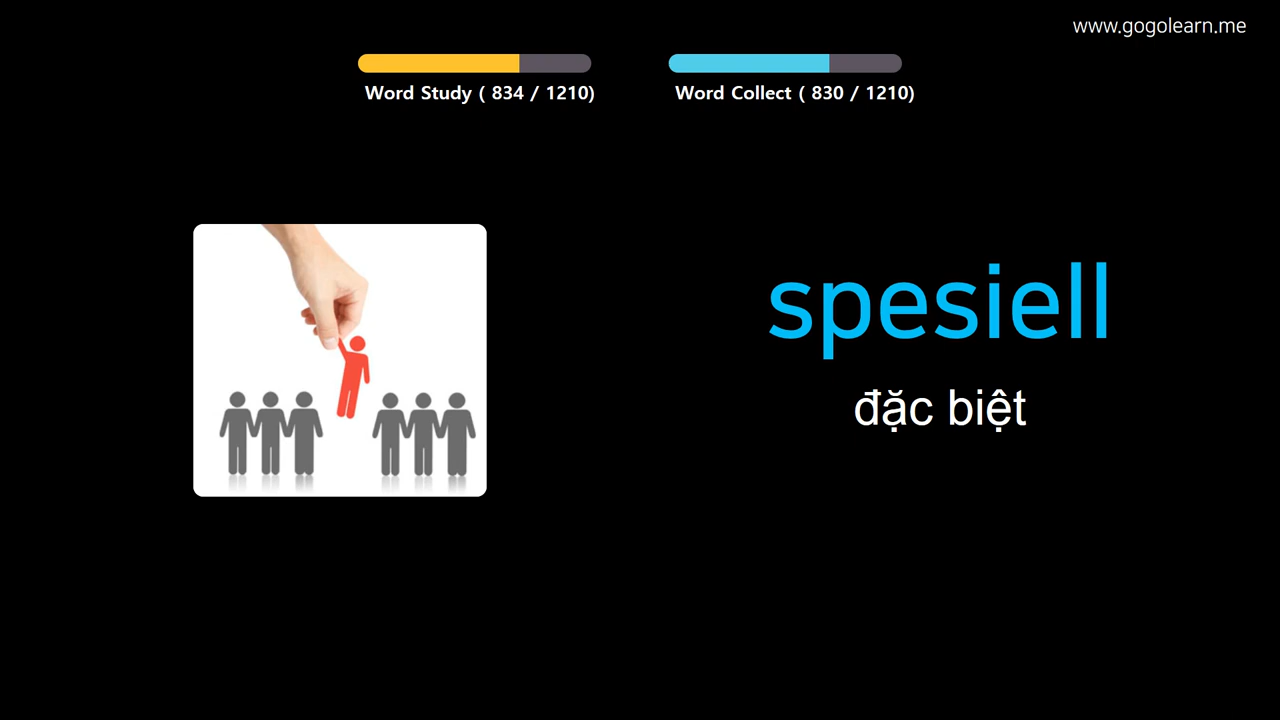 www.gogolearn.me
Word Study ( 834 / 1210)
Word Collect ( 830 / 1210)
spesiell
đặc biệt